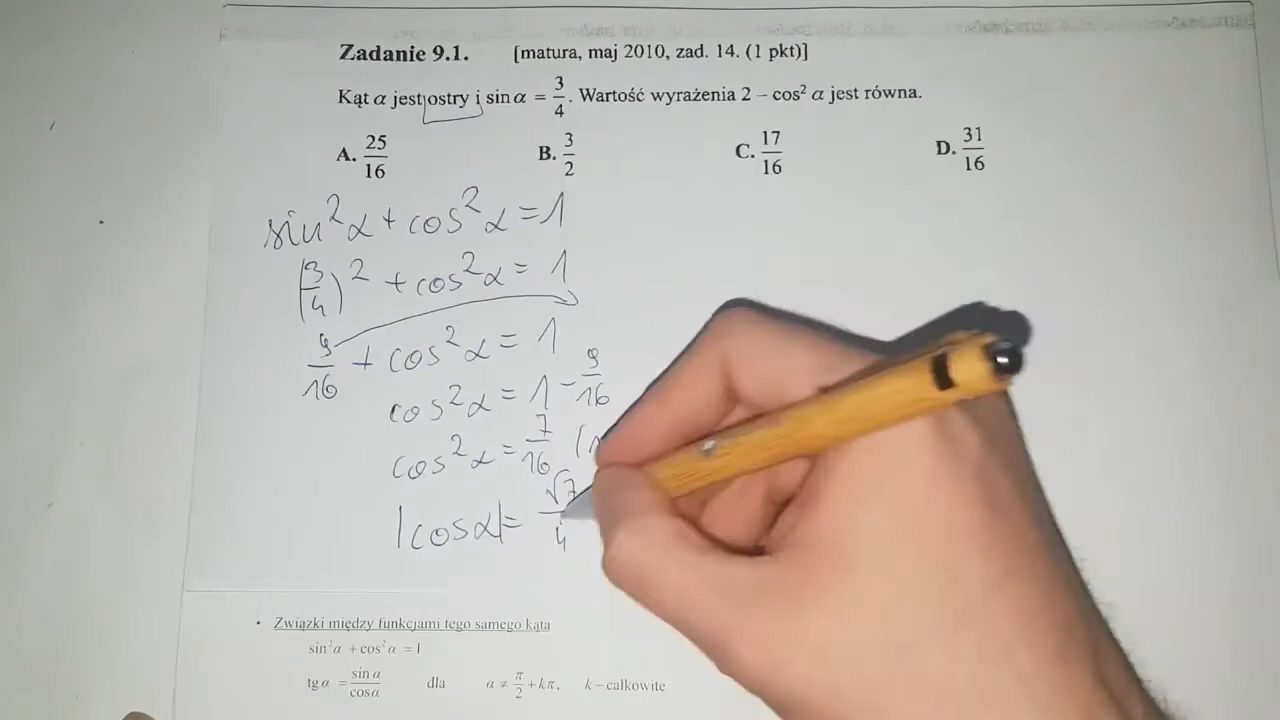 Zadanie 9.1. [matura, maj 2010, zad. 14. (1 pkt)]
Kąt α jest ostry i sin α = 3/4. Wartość wyrażenia 2 − cos² α jest równa.
A. 25/16 B. 3/2 C. 17/16 D. 31/16
sin²α + cos²α = 1
(3/4)² + cos²α = 1
9/16 + cos²α = 1
cos²α = 1 − 9/16
cos²α = 7/16
|cosα| = √7/4
• Związki między funkcjami tego samego kąta
sin²α + cos²α = 1
tg α = sin α/cos α dla α ≠ π/2 + kπ, k – całkowite